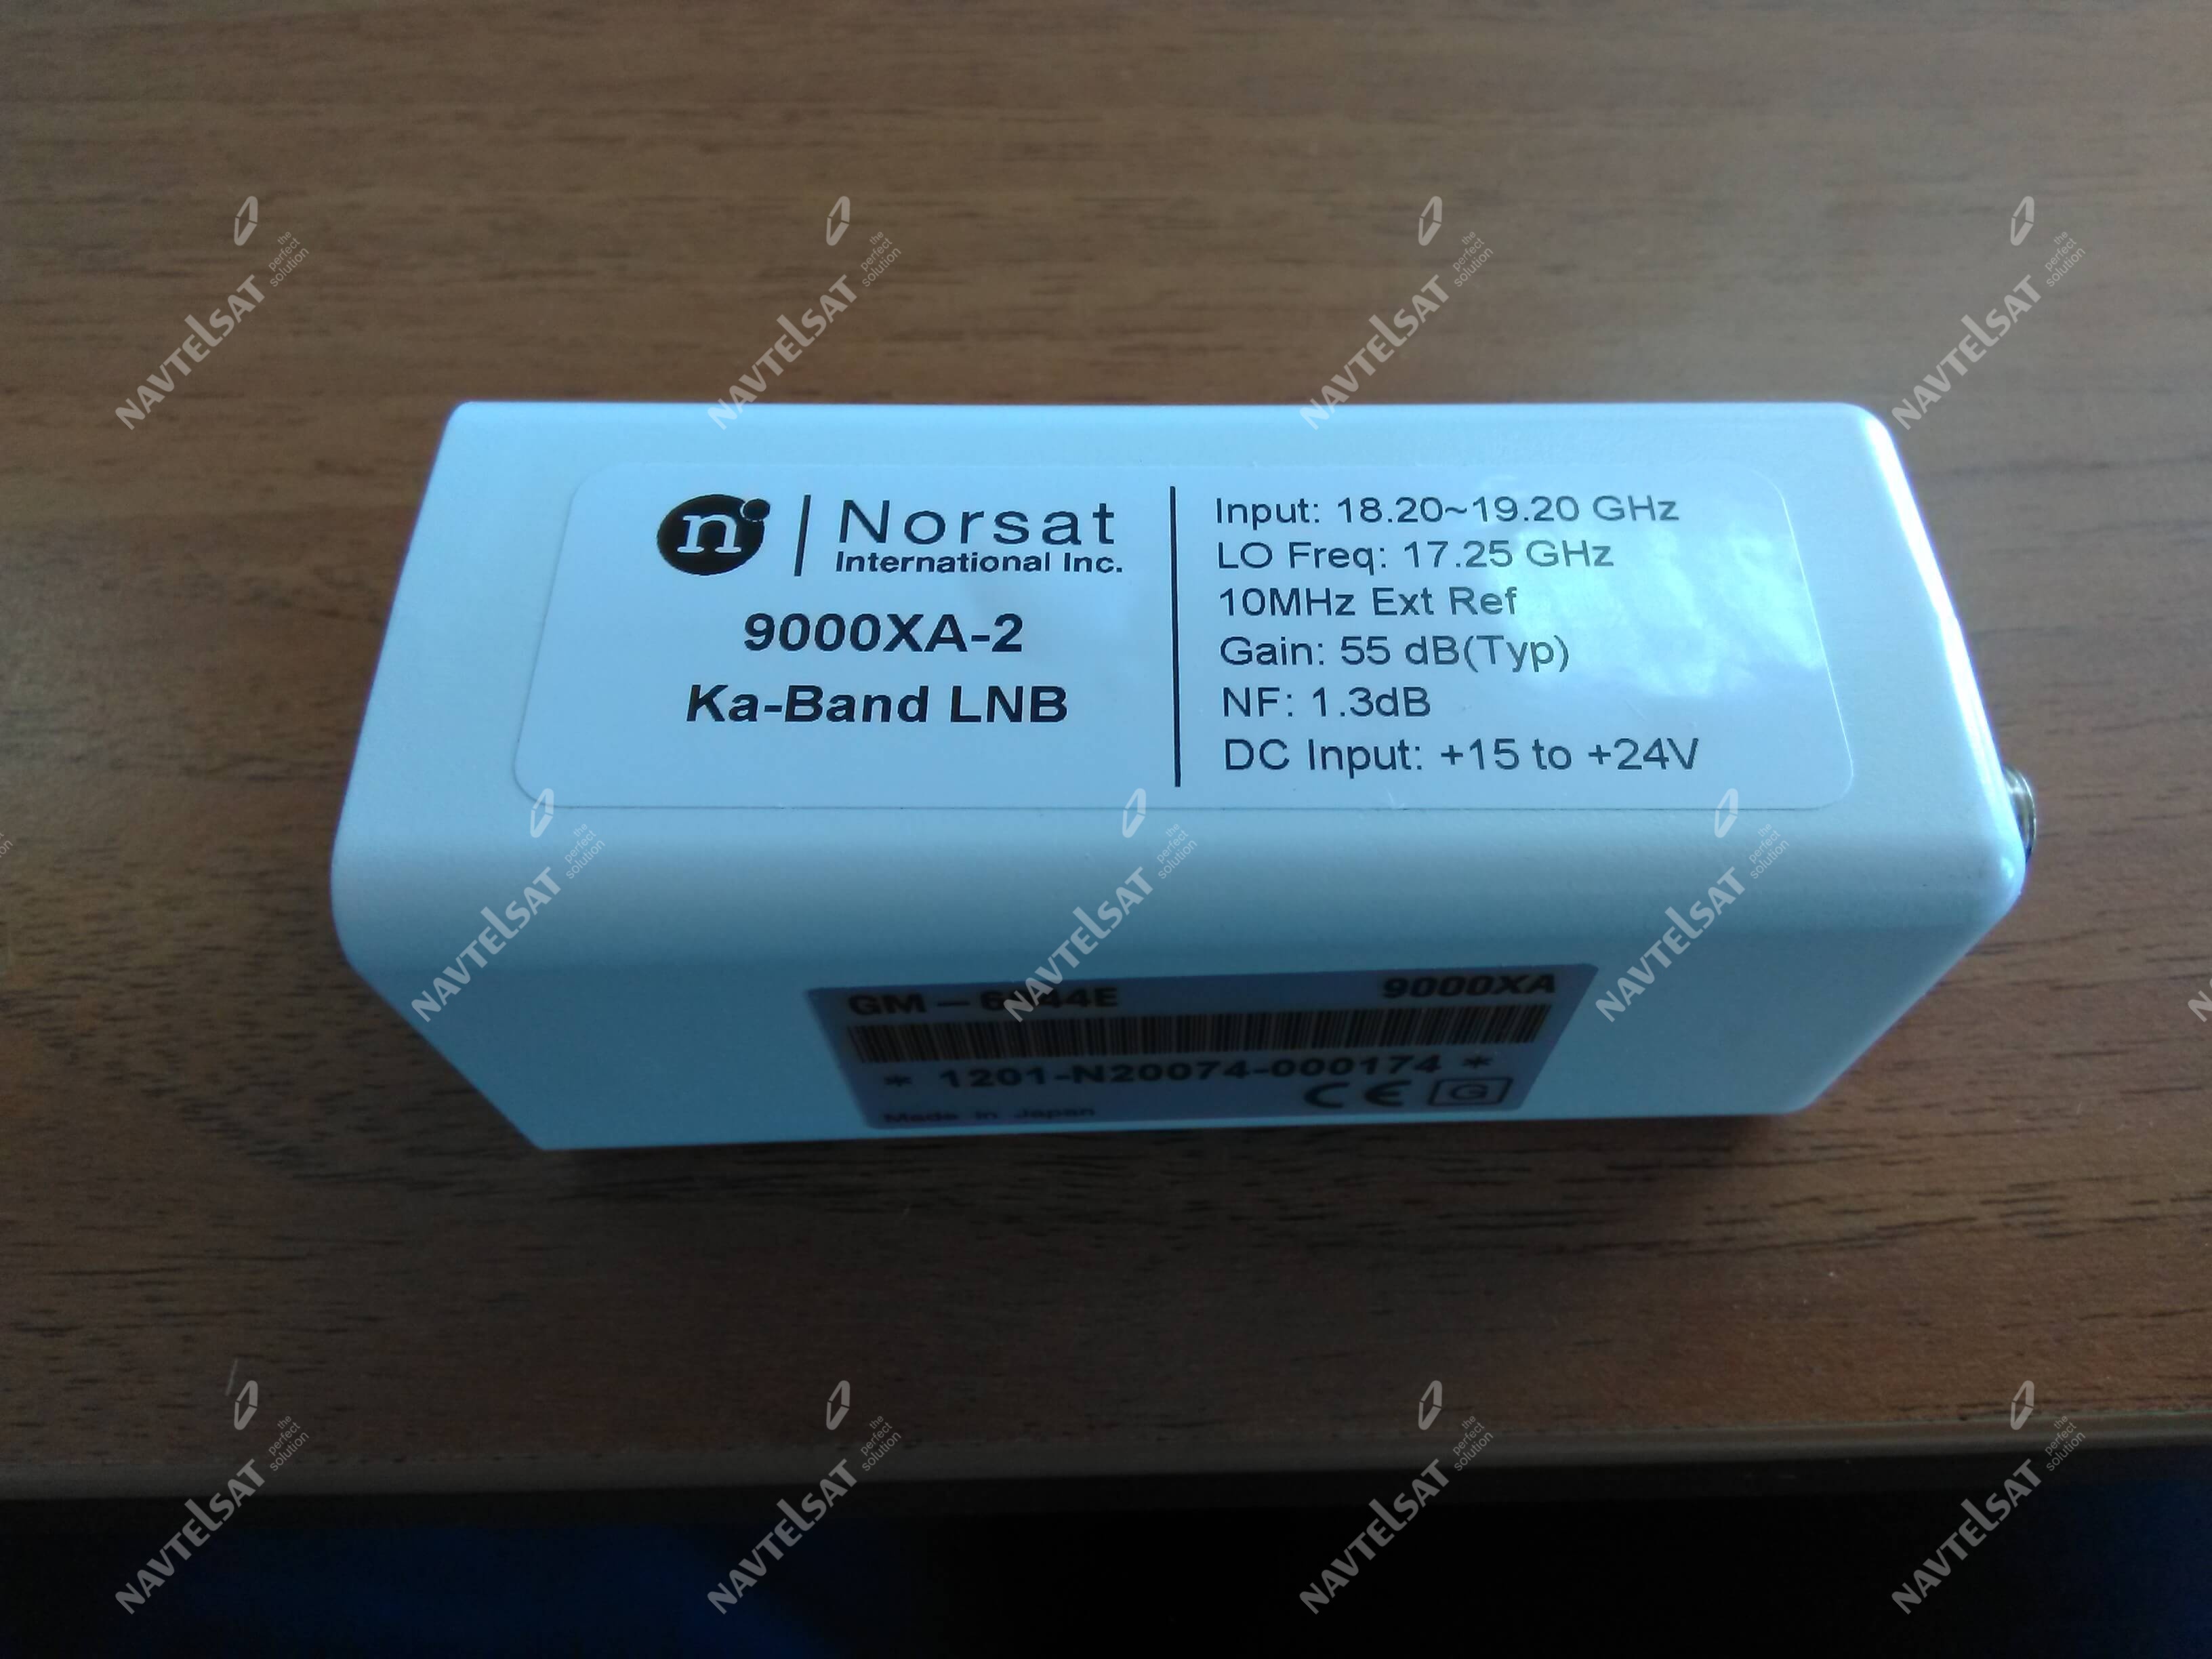 n
Norsat
International Inc.
9000XA-2
Ka-Band LNB
Input: 18.20~19.20 GHz
LO Freq: 17.25 GHz
10MHz Ext Ref
Gain: 55 dB(Typ)
NF: 1.3dB
DC Input: +15 to +24V
GM - 9000XA
* 1201-N20074-000174 *
CE G
Made in Japan
NAVTELSAT the perfect solution